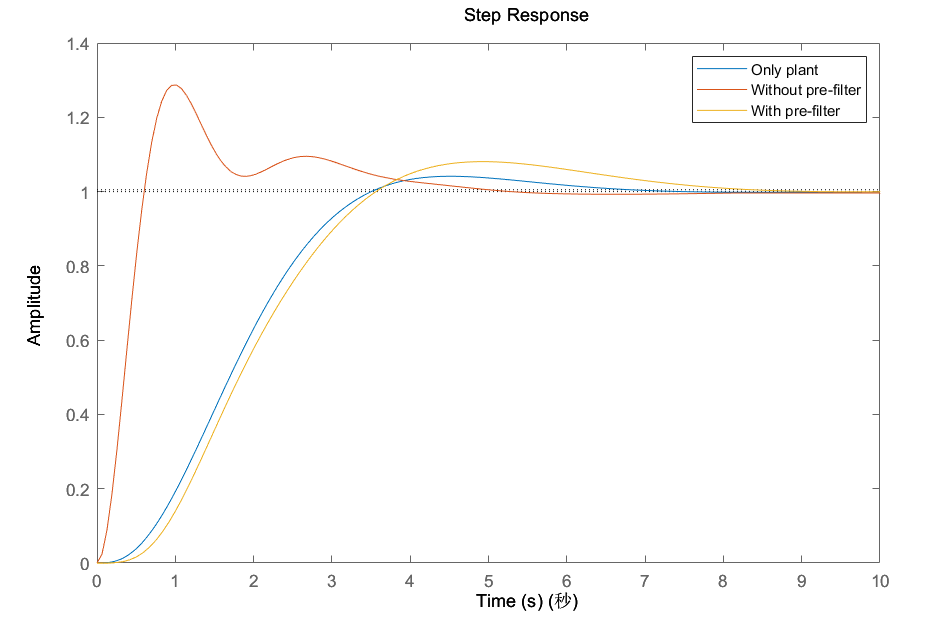 Step Response
1.4
1.2
1
0.8
0.6
0.4
0.2
0
Amplitude
Only plant
Without pre-filter
With pre-filter
0 1 2 3 4 5 6 7 8 9 10
Time (s) (秒)